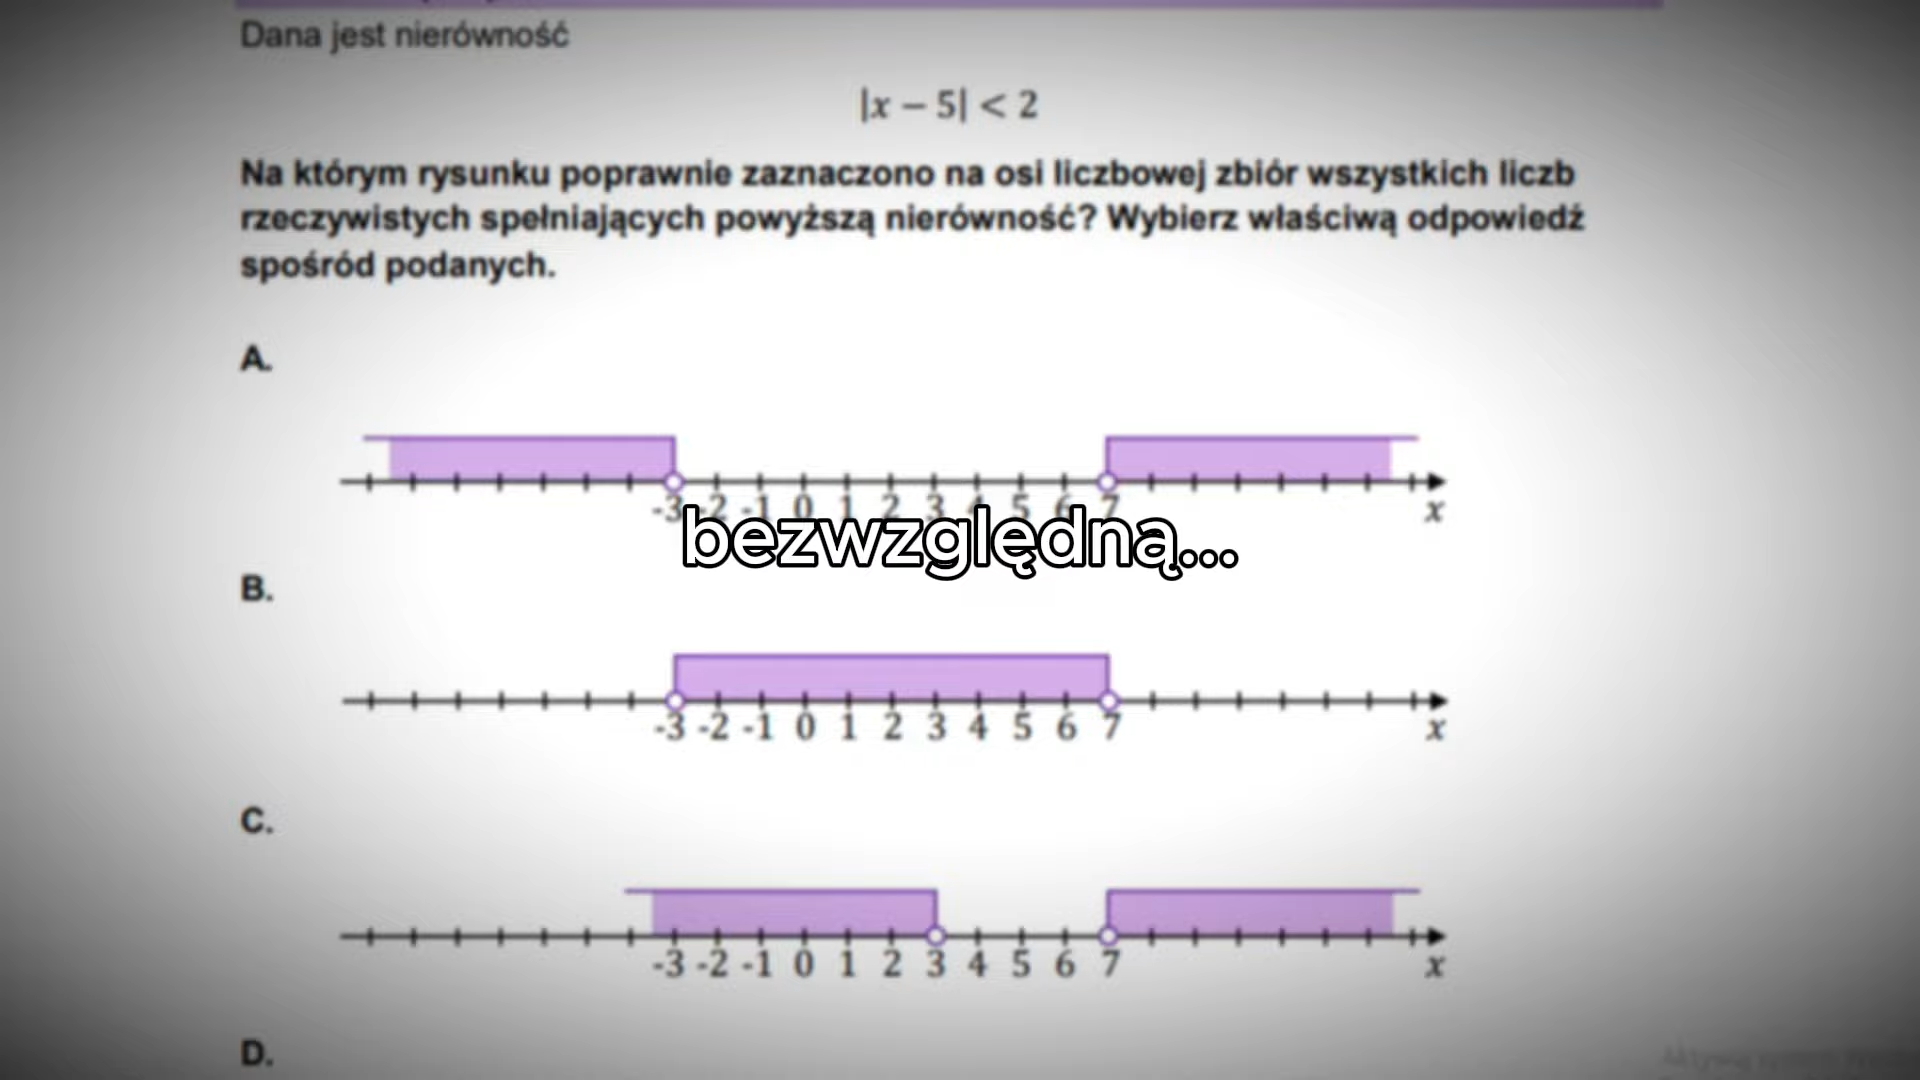 Dana jest nierówność
|x − 5| < 2
Na którym rysunku poprawnie zaznaczono na osi liczbowej zbiór wszystkich liczb
rzeczywistych spełniających powyższą nierówność? Wybierz właściwą odpowiedź
spośród podanych.
A.
-3 -2 -1 0 1 2 3 4 5 6 7 x
bezwzględną...
B.
-3 -2 -1 0 1 2 3 4 5 6 7 x
C.
-3 -2 -1 0 1 2 3 4 5 6 7 x
D.